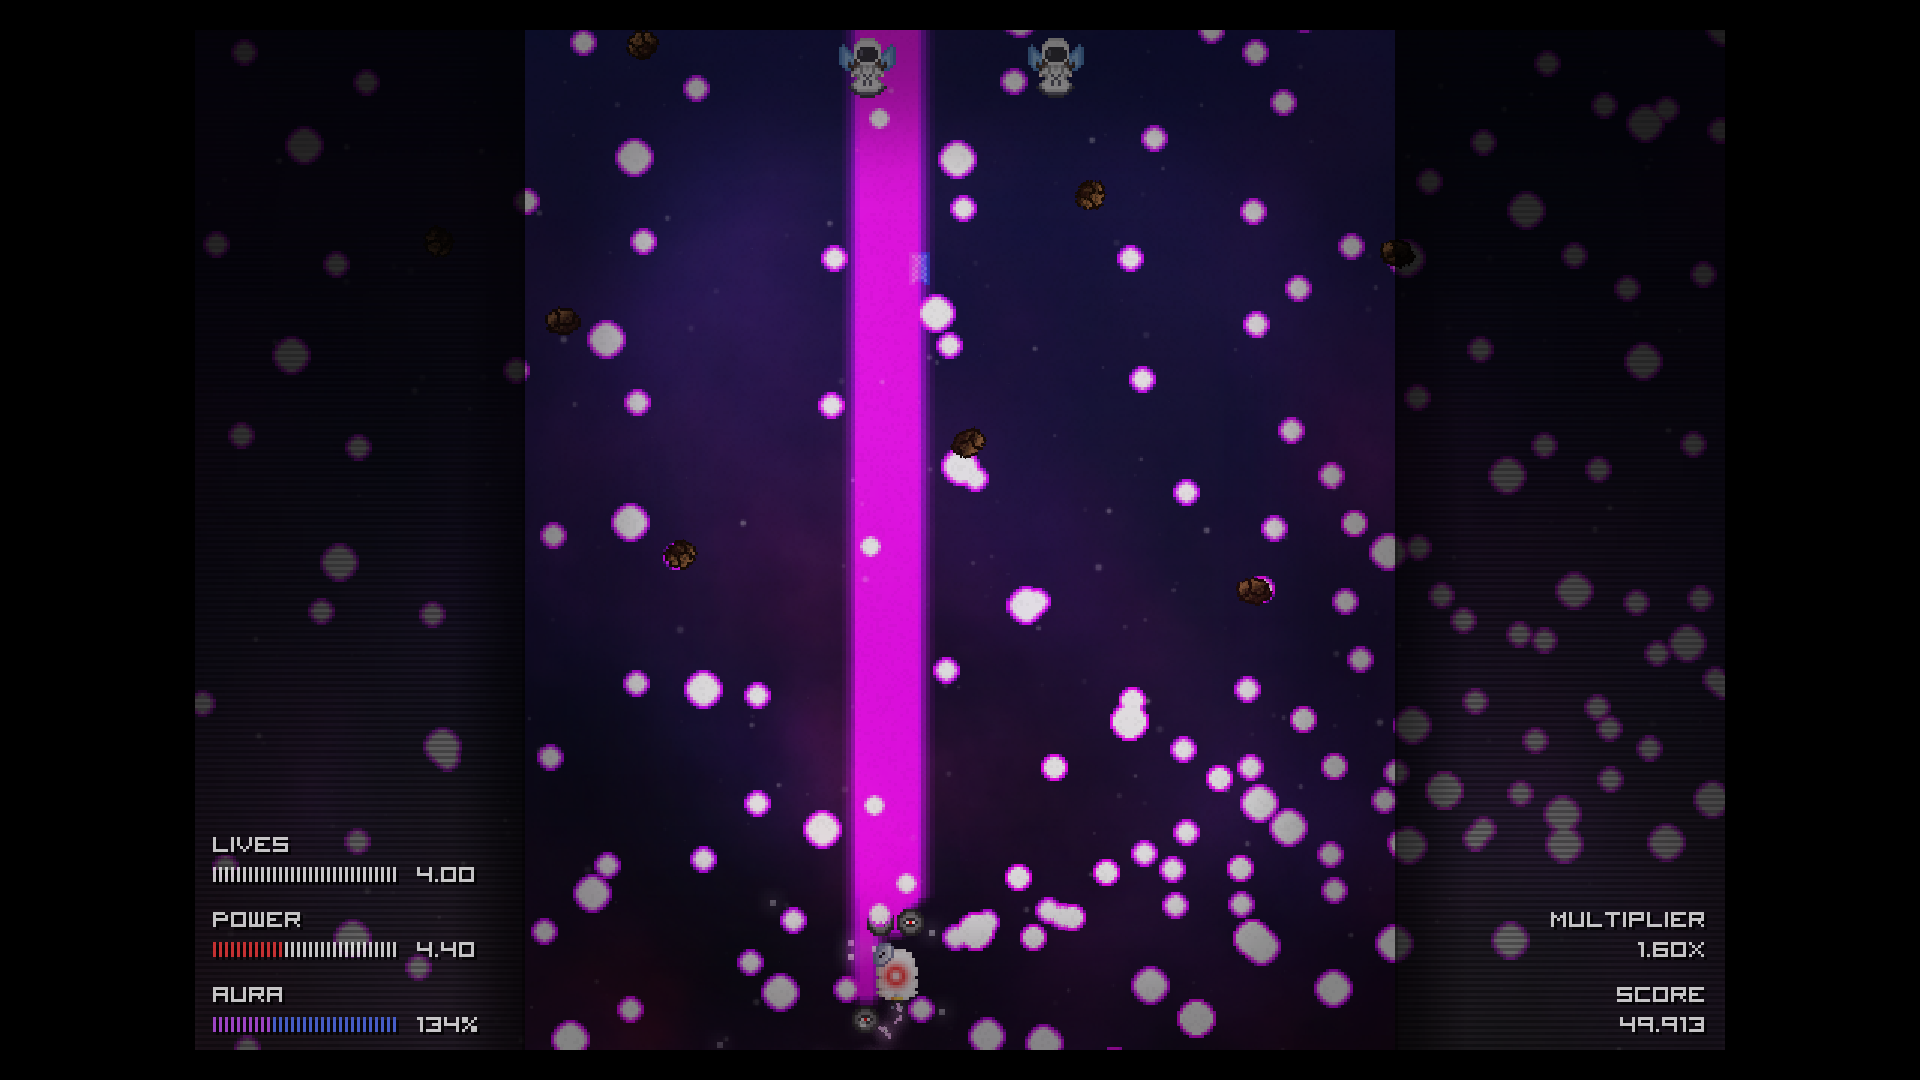 LIVES
4.00
POWER
4.40
AURA
134%
MULTIPLIER
1.60X
SCORE
49.913